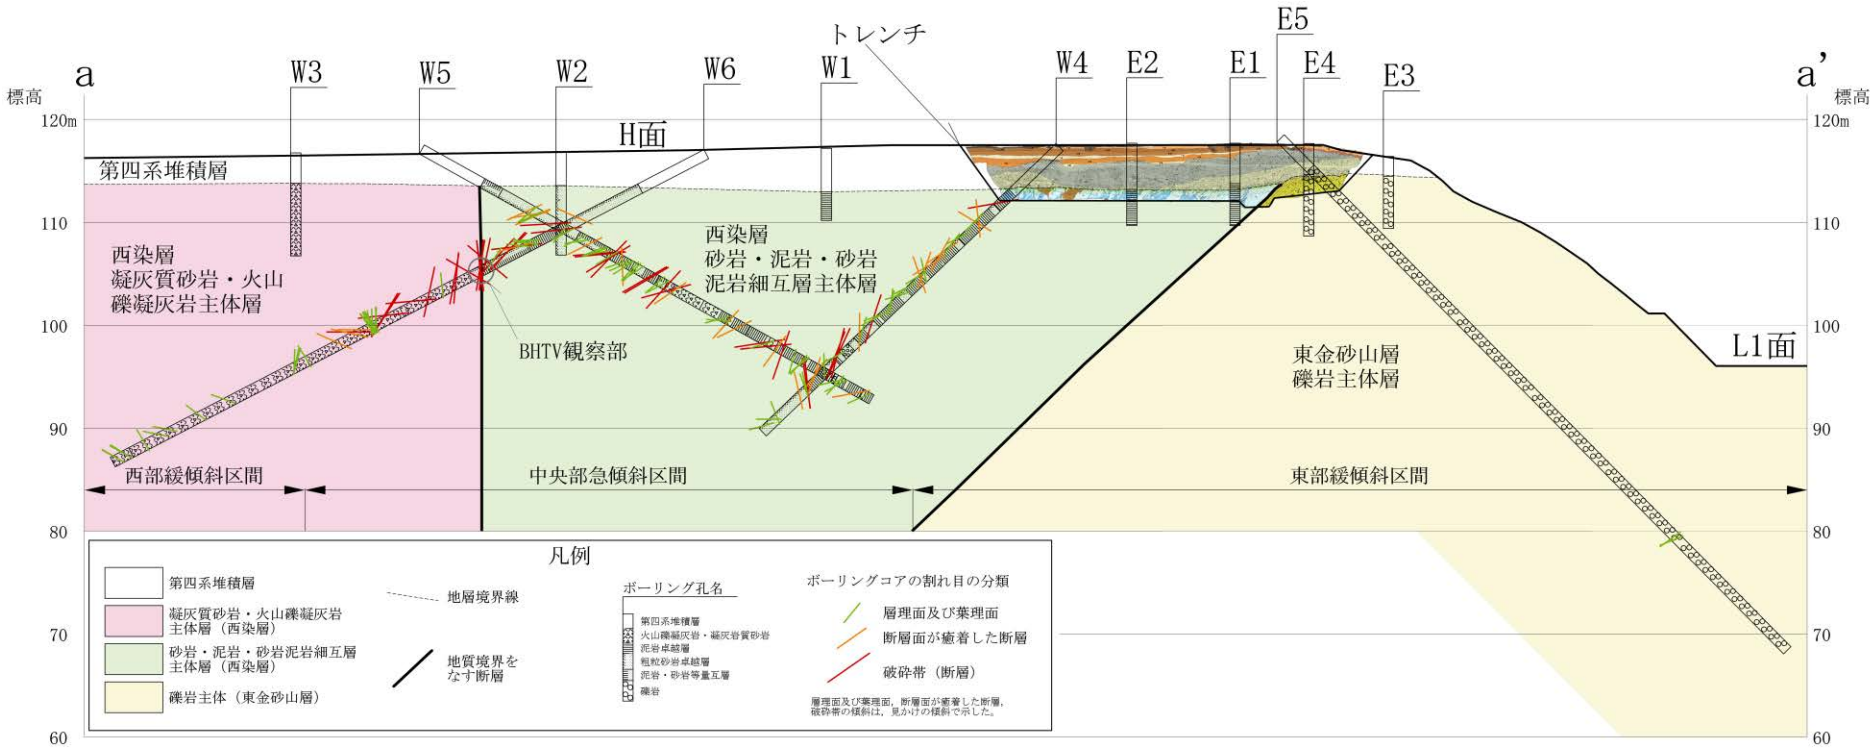 a
a’
標高
標高
W3
W5
W2
W6
W1
トレンチ
W4
E2
E1
E5
E4
E3
120m
110
100
90
80
70
60
120m
110
100
90
80
70
60
H面
L1面
第四系堆積層
西染層
凝灰質砂岩・火山
礫凝灰岩主体層
西染層
砂岩・泥岩・砂岩
泥岩細互層主体層
BHTV観察部
東金砂山層
礫岩主体層
西部緩傾斜区間
中央部急傾斜区間
東部緩傾斜区間
凡例
第四系堆積層
凝灰質砂岩・火山礫凝灰岩
主体層（西染層）
砂岩・泥岩・砂岩泥岩細互層
主体層（西染層）
礫岩主体（東金砂山層）
地層境界線
地質境界を
なす断層
ボーリング孔名
第四系堆積層
火山礫凝灰岩・凝灰岩質砂岩
泥岩卓越層
粗粒砂岩卓越層
泥岩・砂岩等量互層
礫岩
ボーリングコアの割れ目の分類
層理面及び葉理面
断層面が癒着した断層
破砕帯（断層）
層理面及び葉理面，断層面が癒着した断層，
破砕帯の傾斜は，見かけの傾斜で示した。